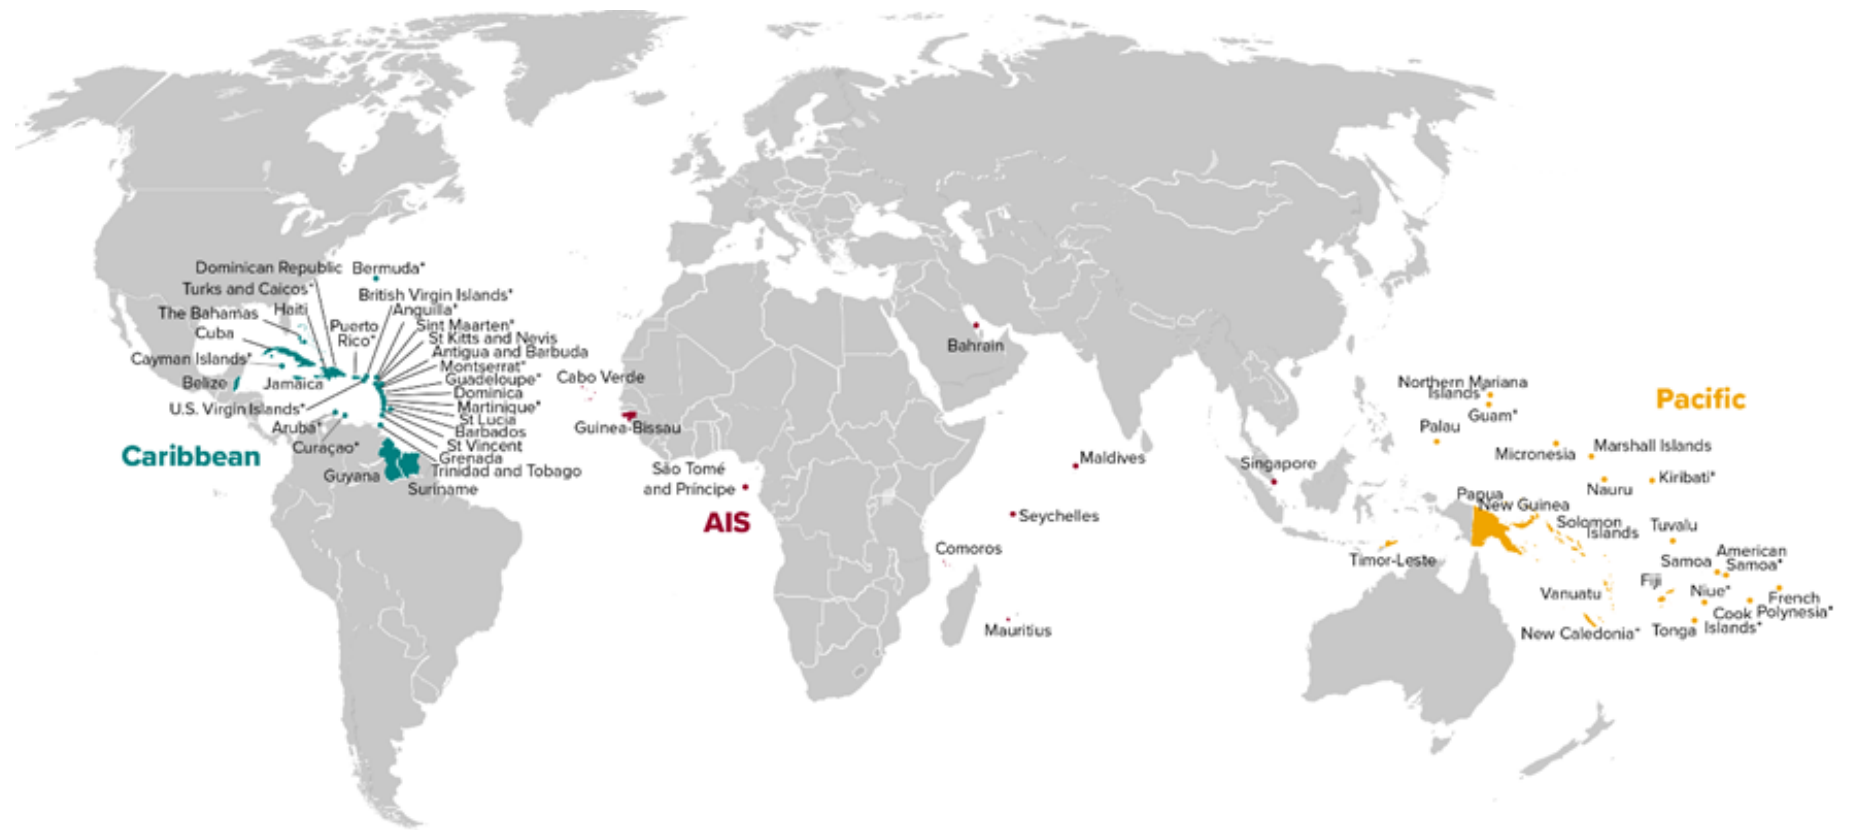 Dominican Republic
Bermuda*
Turks and Caicos*
British Virgin Islands*
The Bahamas
Haiti
Anguilla*
Cuba
Puerto
Rico*
Sint Maarten*
St Kitts and Nevis
Cayman Islands*
Antigua and Barbuda
Montserrat*
Belize
Jamaica
Guadeloupe*
Dominica
U.S. Virgin Islands*
Martinique*
St Lucia
Aruba*
Barbados
Curaçao*
St Vincent
Grenada
Caribbean
Trinidad and Tobago
Guyana
Suriname
Cabo Verde
Guinea-Bissau
São Tomé
and Príncipe
AIS
Bahrain
Maldives
Seychelles
Comoros
Mauritius
Singapore
Pacific
Northern Mariana
Islands*
Guam*
Palau
Micronesia
Marshall Islands
Nauru
Kiribati*
Papua
New Guinea
Solomon
Islands
Tuvalu
Timor-Leste
Samoa
American
Samoa*
Vanuatu
Fiji
Niue*
French
Polynesia*
Cook
Islands*
New Caledonia*
Tonga